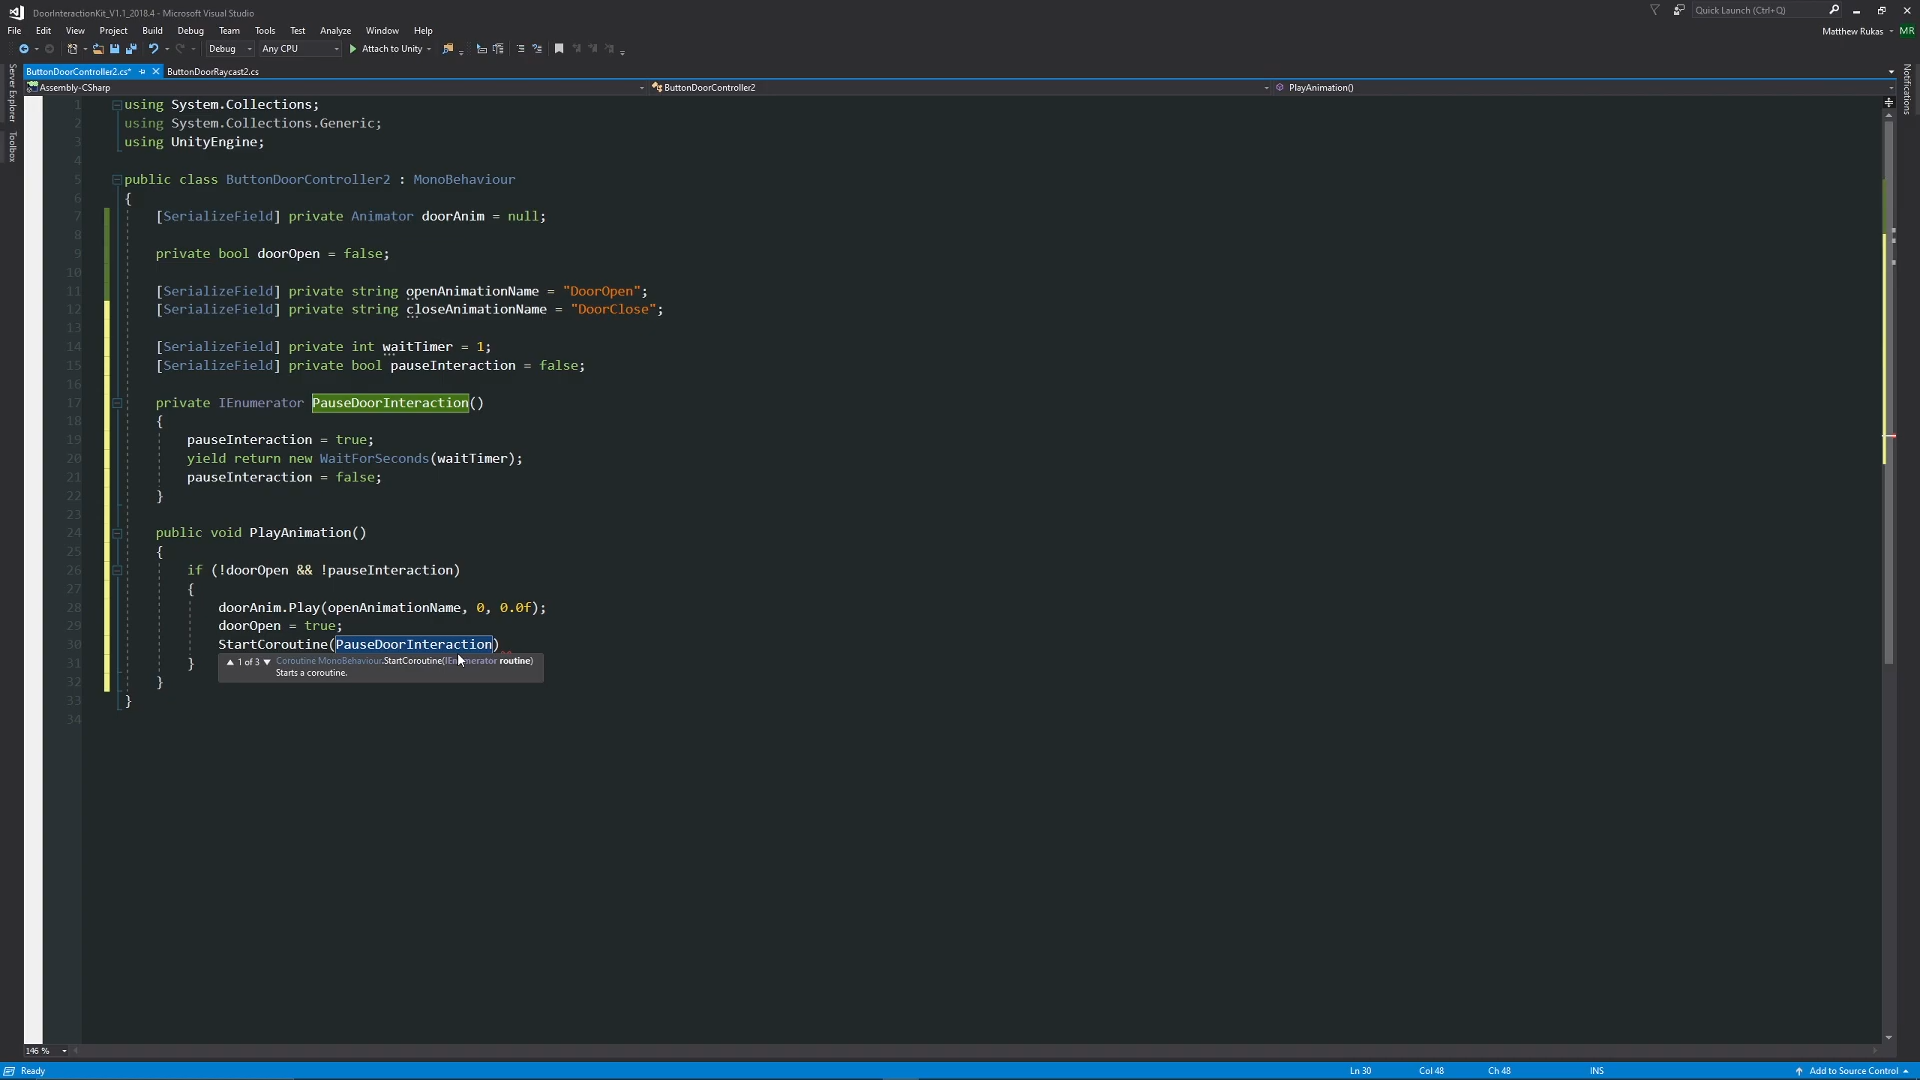 DoorInteractionKit_V1.1_2018.4 - Microsoft Visual Studio
Quick Launch (Ctrl+Q)
File Edit View Project Build Debug Team Tools Test Analyze Window Help
Matthew Rukas MR
Debug Any CPU Attach to Unity
Server Explorer
Toolbox
Notifications
ButtonDoorController2.cs* ButtonDoorRaycast2.cs
Assembly-CSharp ButtonDoorController2 PlayAnimation()
1 using System.Collections;
2 using System.Collections.Generic;
3 using UnityEngine;
4
5 public class ButtonDoorController2 : MonoBehaviour
6 {
7 [SerializeField] private Animator doorAnim = null;
8
9 private bool doorOpen = false;
10
11 [SerializeField] private string openAnimationName = "DoorOpen";
12 [SerializeField] private string closeAnimationName = "DoorClose";
13
14 [SerializeField] private int waitTimer = 1;
15 [SerializeField] private bool pauseInteraction = false;
16
17 private IEnumerator PauseDoorInteraction()
18 {
19 pauseInteraction = true;
20 yield return new WaitForSeconds(waitTimer);
21 pauseInteraction = false;
22 }
23
24 public void PlayAnimation()
25 {
26 if (!doorOpen && !pauseInteraction)
27 {
28 doorAnim.Play(openAnimationName, 0, 0.0f);
29 doorOpen = true;
30 StartCoroutine(PauseDoorInteraction)
31 }
▲ 1 of 3 ▼ Coroutine MonoBehaviour.StartCoroutine(IEnumerator routine)
Starts a coroutine.
32 }
33 }
34
146 %
Ready Ln 30 Col 48 Ch 48 INS Add to Source Control